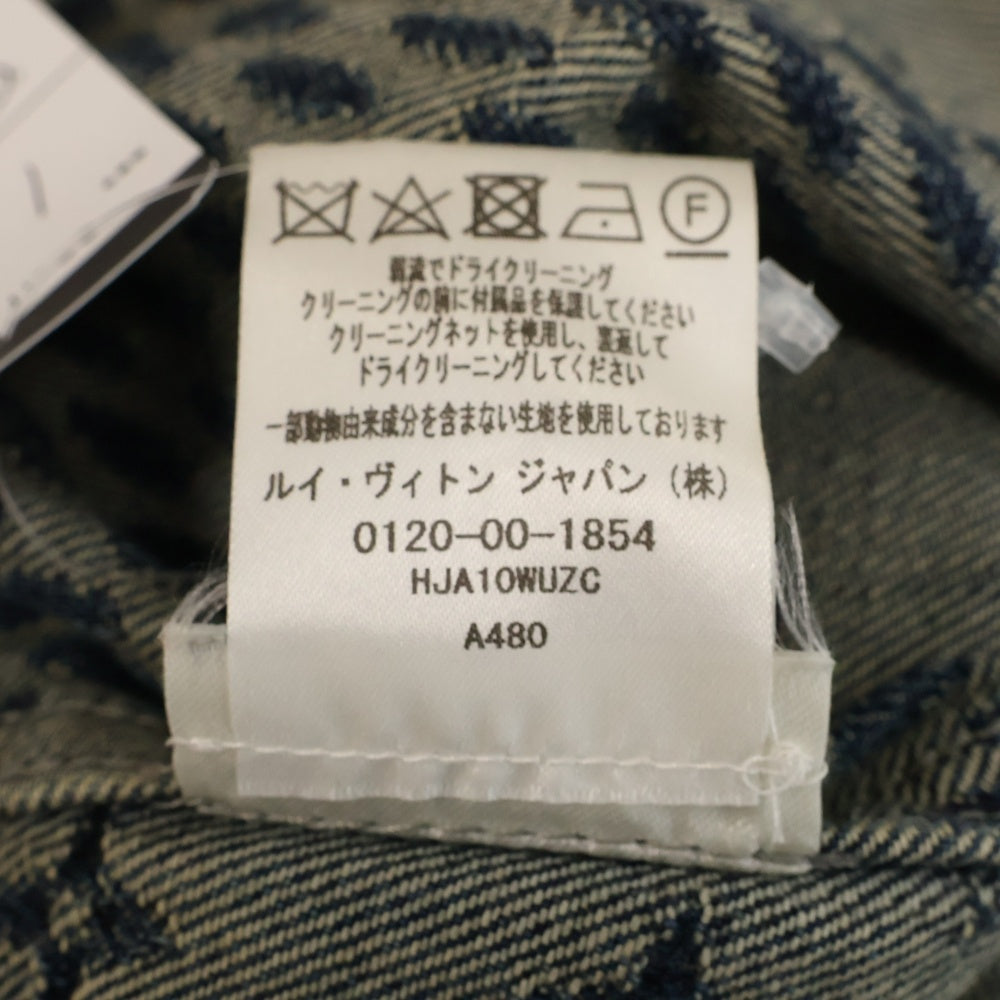 F
弱流でドライクリーニング
クリーニングの際に付属品を保護してください
クリーニングネットを使用し、裏返して
ドライクリーニングしてください
一部動物由来成分を含まない生地を使用しております
ルイ・ヴィトン ジャパン（株）
0120-00-1854
HJA10WUZC
A480